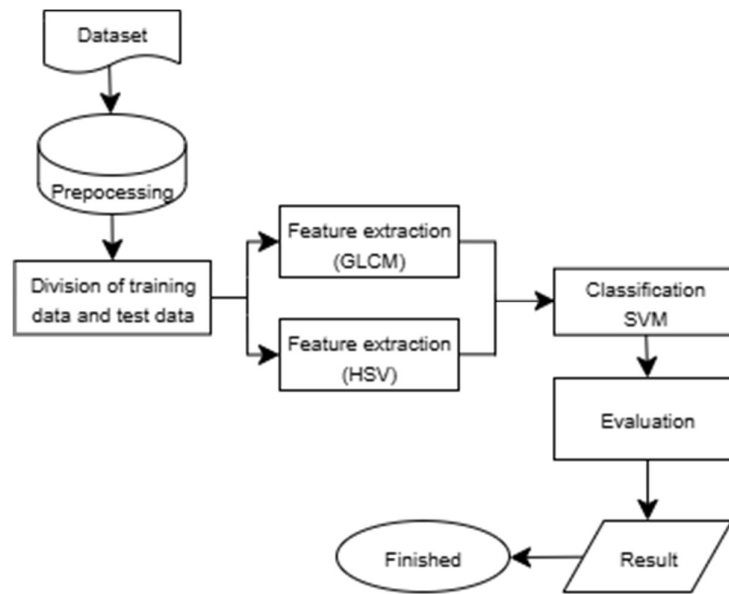 Dataset
Prepocessing
Division of training
data and test data
Feature extraction
(GLCM)
Feature extraction
(HSV)
Classification
SVM
Evaluation
Result
Finished